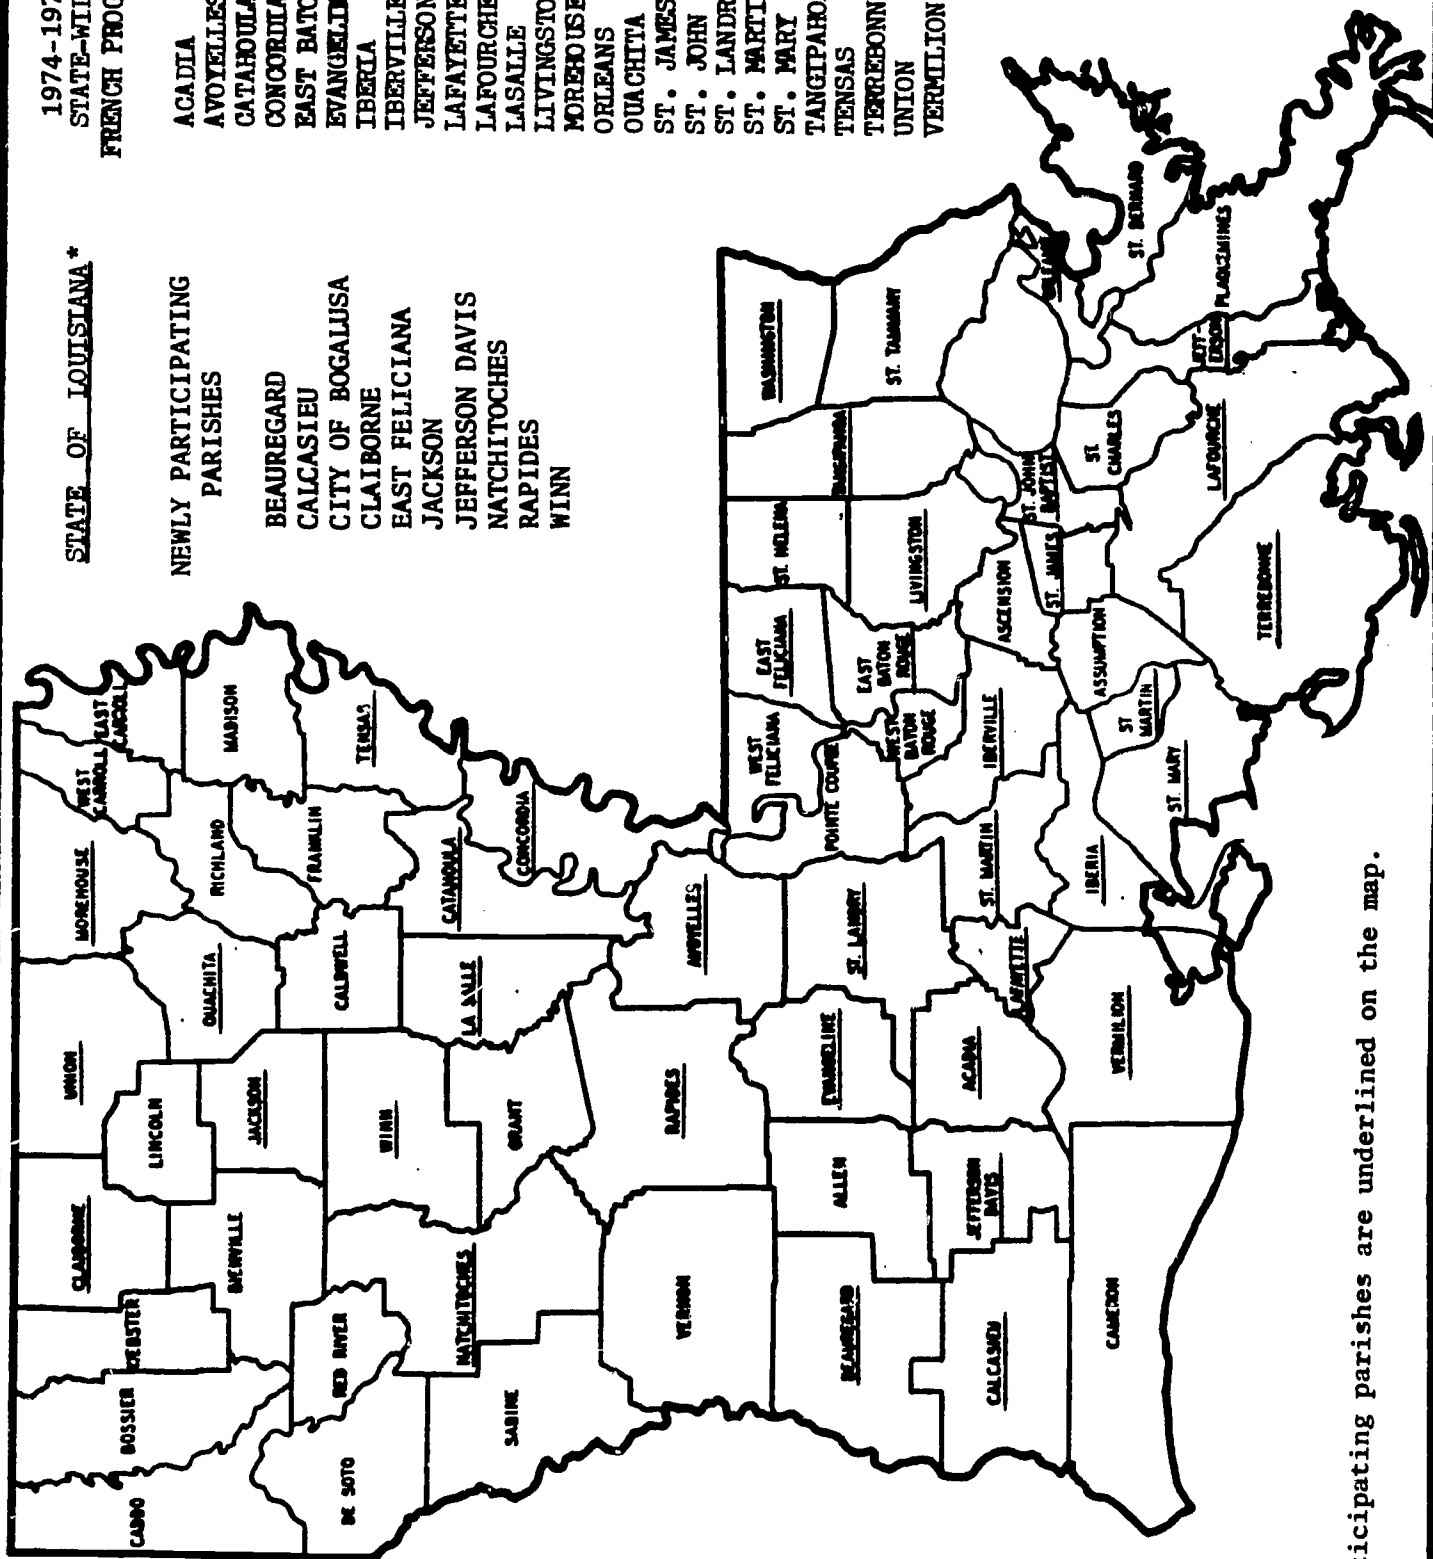 STATE OF LOUISIANA*
1974-197
STATE-WI
FRENCH PROG
NEWLY PARTICIPATING
PARISHES
BEAUREGARD
CALCASIEU
CITY OF BOGALUSA
CLAIBORNE
EAST FELICIANA
JACKSON
JEFFERSON DAVIS
NATCHITOCHES
RAPIDES
WINN
ACADIA
AVOYELLES
CATAHOULA
CONCORDIA
EAST BATO
EVANGELI
IBERIA
IBERVILLE
JEFFERSON
LAFAYETTE
LAFOURCHE
LASALLE
LIVINGSTO
MOREHOUSE
ORLEANS
OUACHITA
ST. JAMES
ST. JOHN
ST. LANDR
ST. MARTI
ST. MARY
TANGIPAHO
TENSAS
TERREBONN
UNION
VERMILION
CADDO
BOSSIER
WEBSTER
CLAIBORNE
LINCOLN
UNION
MOREHOUSE
WEST
CARROLL
EAST
CARROLL
BIENVILLE
JACKSON
OUACHITA
RICHLAND
MADISON
DE SOTO
RED RIVER
WINN
CALDWELL
FRANKLIN
TENSAS
SABINE
NATCHITOCHES
GRANT
LA SALLE
CATAHOULA
CONCORDIA
VERNON
RAPIDES
AVOYELLES
WEST
FELICIANA
EAST
FELICIANA
ST. HELENA
TANGIPAHOA
WASHINGTON
BEAUREGARD
ALLEN
EVANGELINE
ST. LANDRY
POINTE COUPEE
WEST
BATON
ROUGE
EAST
BATON
ROUGE
LIVINGSTON
ST. TAMMANY
CALCASIEU
JEFFERSON
DAVIS
ACADIA
LAFAYETTE
ST. MARTIN
IBERVILLE
ASCENSION
ST. JAMES
ST. JOHN
BAPTIST
ST
CHARLES
ORLEANS
ST. BERNARD
CAMERON
VERMILION
IBERIA
ST. MARY
ST
MARTIN
ASSUMPTION
TERREBONNE
LAFOURCHE
JEFF-
ERSON
PLAQUEMINES
icipating parishes are underlined on the map.